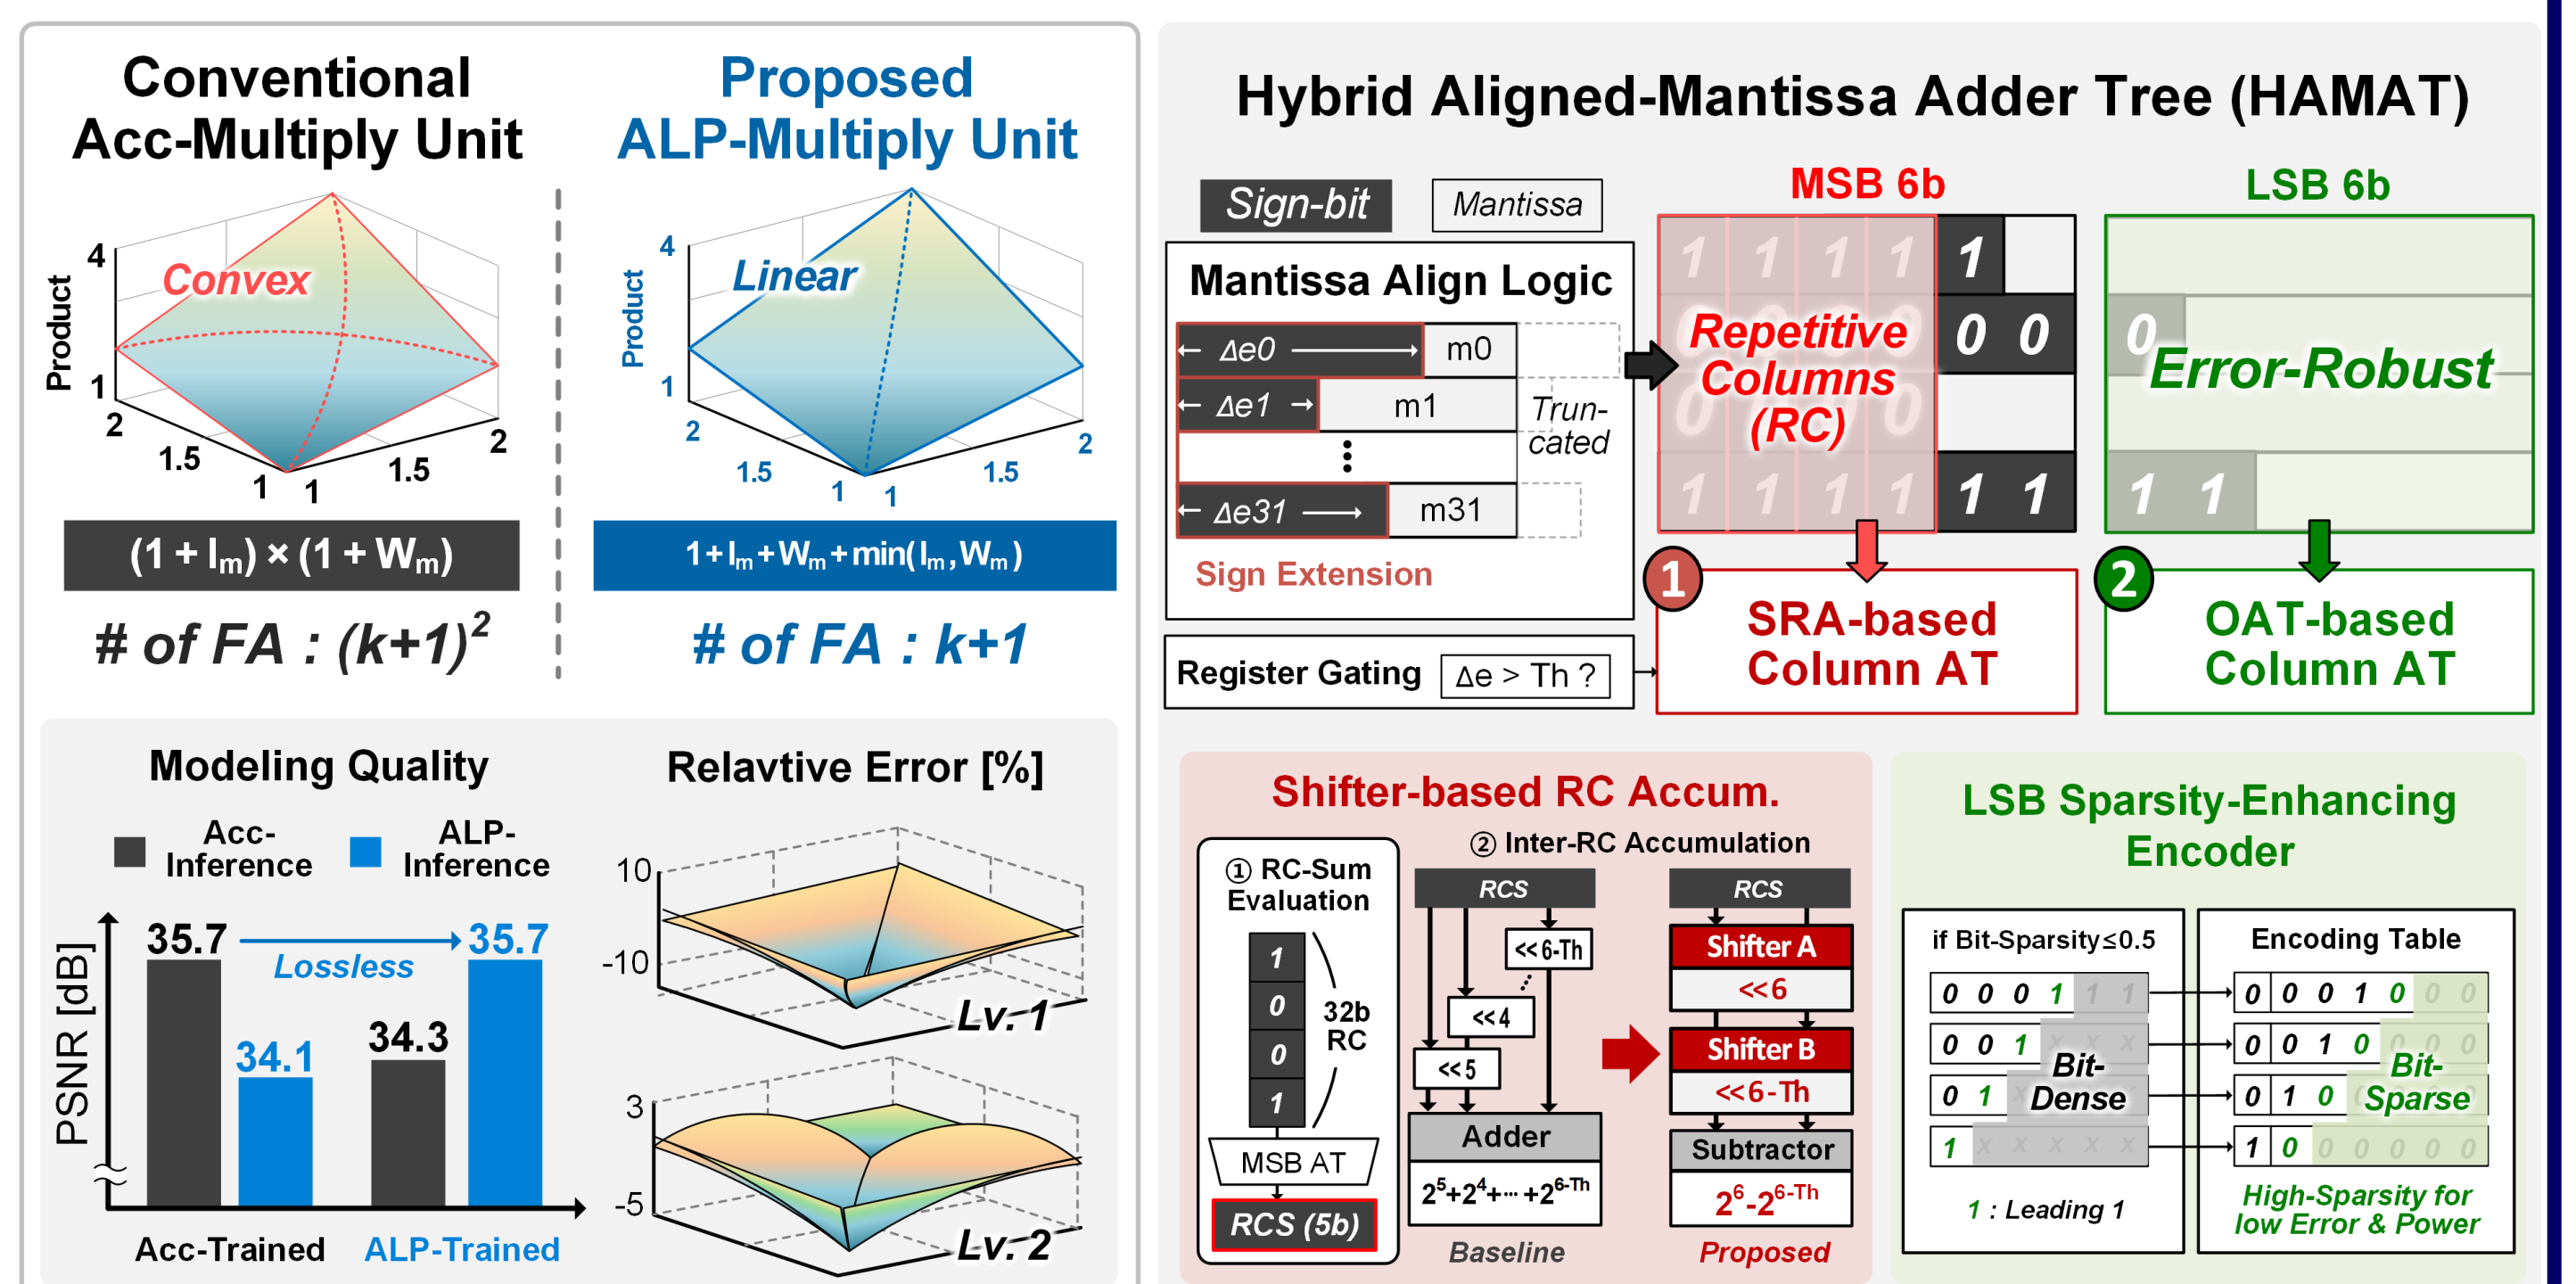 Conventional
Acc-Multiply Unit
Product
4
1
2
1.5
1
1
1.5
2
Convex
(1 + Iₘ) × (1 + Wₘ)
# of FA : (k+1)²
Proposed
ALP-Multiply Unit
Product
4
1
2
1.5
1
1
1.5
2
Linear
1 + Iₘ + Wₘ + min( Iₘ , Wₘ )
# of FA : k+1
Modeling Quality
Acc-
Inference
ALP-
Inference
PSNR [dB]
35.7
34.1
34.3
35.7
Lossless
Acc-Trained
ALP-Trained
Relavtive Error [%]
10
-10
Lv. 1
3
-5
Lv. 2
Hybrid Aligned-Mantissa Adder Tree (HAMAT)
Sign-bit
Mantissa
Mantissa Align Logic
Δe0
m0
Δe1
m1
Δe31
m31
Trun-
cated
Sign Extension
Register Gating
Δe > Th ?
MSB 6b
1 1 1 1 1
0 0
0 0 0 0
1 1 1 1 1 1
Repetitive
Columns
(RC)
1
SRA-based
Column AT
LSB 6b
0
1 1
Error-Robust
2
OAT-based
Column AT
Shifter-based RC Accum.
① RC-Sum
Evaluation
1
0
0
1
32b
RC
MSB AT
RCS (5b)
② Inter-RC Accumulation
RCS
<<6-Th
<<4
<<5
Adder
2⁵+2⁴+···+2⁶⁻ᵀʰ
Baseline
RCS
Shifter A
<<6
Shifter B
<<6-Th
Subtractor
2⁶-2⁶⁻ᵀʰ
Proposed
LSB Sparsity-Enhancing
Encoder
if Bit-Sparsity≤0.5
0 0 0 1 1 1
0 0 1 x x x
0 1 x
1 x x x x x
Bit-
Dense
1 : Leading 1
Encoding Table
0 0 0 1 0 0 0
0 0 1 0 0 0
0 1 0
1 0 0 0 0 0 0
Bit-
Sparse
High-Sparsity for
low Error & Power